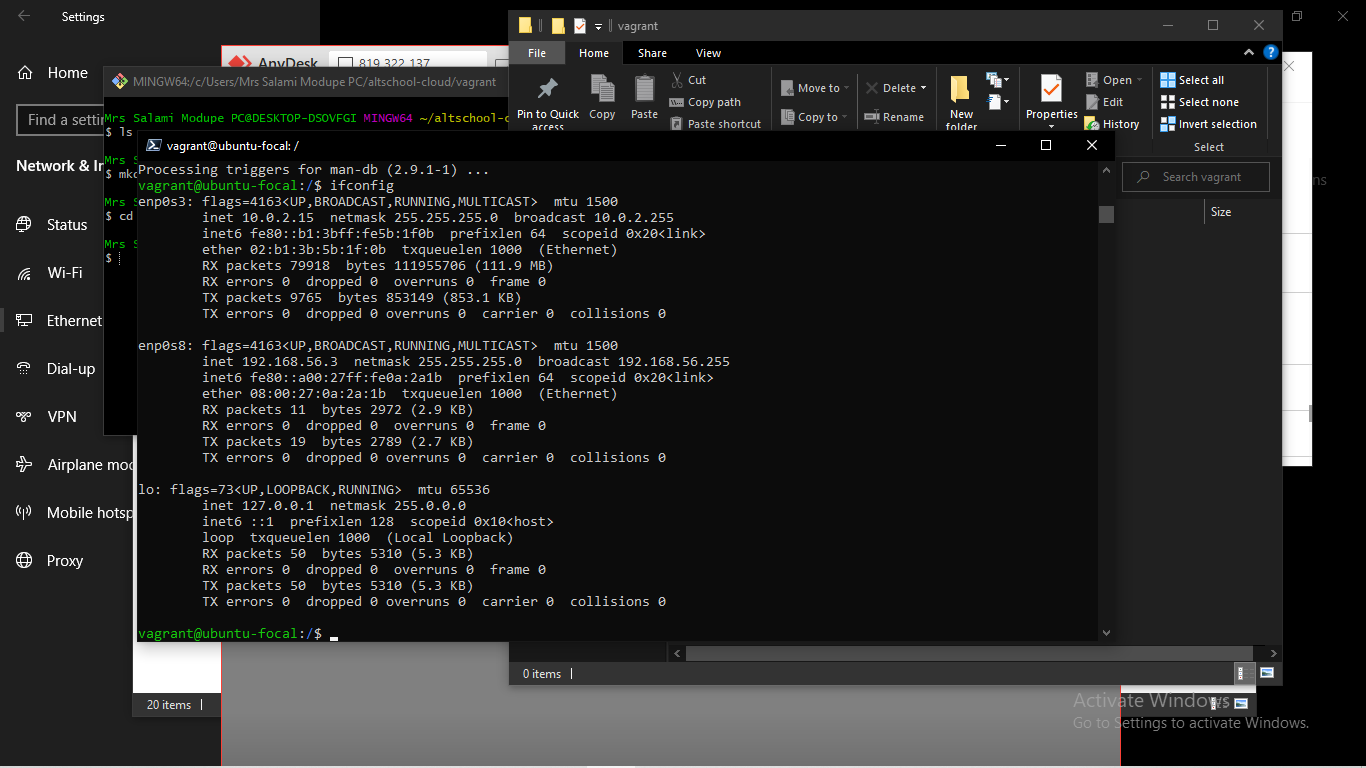 Settings
Home
Find a settin
Network & In
Status
Wi-Fi
Ethernet
Dial-up
VPN
Airplane mod
Mobile hotsp
Proxy
AnyDesk
819 322 137
MINGW64:/c/Users/Mrs Salami Modupe PC/altschool-cloud/vagrant
Mrs Salami Modupe PC@DESKTOP-DSOVFGI MINGW64 ~/altschool-c
$ ls
Mrs S
$ mkd
Mrs S
$ cd
Mrs S
$
vagrant
File Home Share View
Pin to Quick access
Copy
Paste
Cut
Copy path
Paste shortcut
Move to
Copy to
Delete
Rename
New folder
Properties
Open
Edit
History
Select all
Select none
Invert selection
Select
Search vagrant
ns
Size
vagrant@ubuntu-focal: /
Processing triggers for man-db (2.9.1-1) ...
vagrant@ubuntu-focal:/$ ifconfig
enp0s3: flags=4163<UP,BROADCAST,RUNNING,MULTICAST>  mtu 1500
        inet 10.0.2.15  netmask 255.255.255.0  broadcast 10.0.2.255
        inet6 fe80::b1:3bff:fe5b:1f0b  prefixlen 64  scopeid 0x20<link>
        ether 02:b1:3b:5b:1f:0b  txqueuelen 1000  (Ethernet)
        RX packets 79918  bytes 111955706 (111.9 MB)
        RX errors 0  dropped 0  overruns 0  frame 0
        TX packets 9765  bytes 853149 (853.1 KB)
        TX errors 0  dropped 0 overruns 0  carrier 0  collisions 0
enp0s8: flags=4163<UP,BROADCAST,RUNNING,MULTICAST>  mtu 1500
        inet 192.168.56.3  netmask 255.255.255.0  broadcast 192.168.56.255
        inet6 fe80::a00:27ff:fe0a:2a1b  prefixlen 64  scopeid 0x20<link>
        ether 08:00:27:0a:2a:1b  txqueuelen 1000  (Ethernet)
        RX packets 11  bytes 2972 (2.9 KB)
        RX errors 0  dropped 0  overruns 0  frame 0
        TX packets 19  bytes 2789 (2.7 KB)
        TX errors 0  dropped 0 overruns 0  carrier 0  collisions 0
lo: flags=73<UP,LOOPBACK,RUNNING>  mtu 65536
        inet 127.0.0.1  netmask 255.0.0.0
        inet6 ::1  prefixlen 128  scopeid 0x10<host>
        loop  txqueuelen 1000  (Local Loopback)
        RX packets 50  bytes 5310 (5.3 KB)
        RX errors 0  dropped 0  overruns 0  frame 0
        TX packets 50  bytes 5310 (5.3 KB)
        TX errors 0  dropped 0 overruns 0  carrier 0  collisions 0
vagrant@ubuntu-focal:/$
0 items
20 items
Activate Windows
Go to Settings to activate Windows.